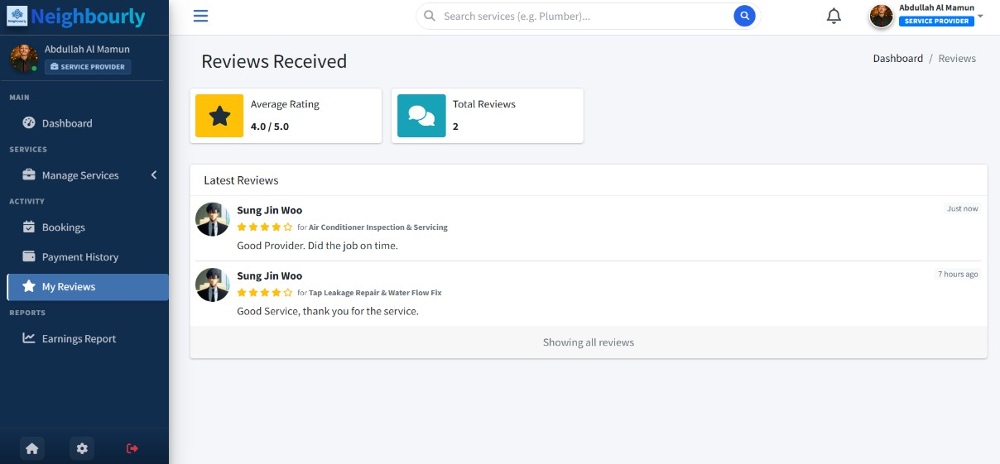 Neighbourly
Neighbourly
Abdullah Al Mamun
SERVICE PROVIDER
MAIN
Dashboard
SERVICES
Manage Services
ACTIVITY
Bookings
Payment History
My Reviews
REPORTS
Earnings Report
Search services (e.g. Plumber)...
Abdullah Al Mamun
SERVICE PROVIDER
Reviews Received
Dashboard / Reviews
Average Rating
4.0 / 5.0
Total Reviews
2
Latest Reviews
Sung Jin Woo
Just now
for Air Conditioner Inspection & Servicing
Good Provider. Did the job on time.
Sung Jin Woo
7 hours ago
for Tap Leakage Repair & Water Flow Fix
Good Service, thank you for the service.
Showing all reviews